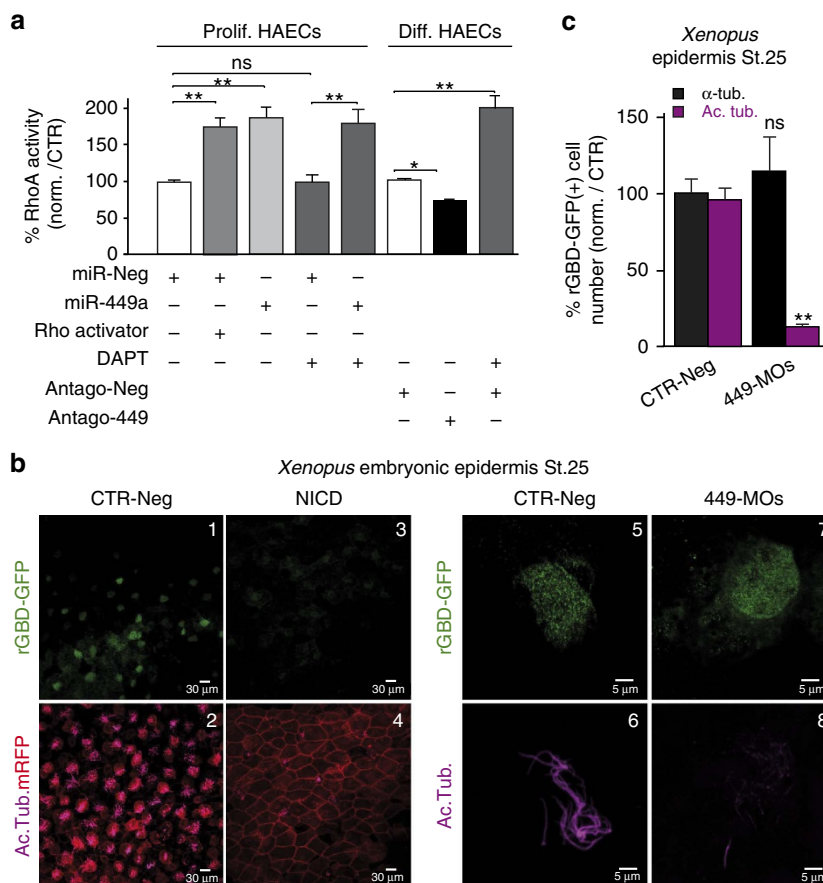 a
Prolif. HAECs
Diff. HAECs
ns
**
**
**
**
*
% RhoA activity
(norm. /CTR)
200
150
100
50
0
miR-Neg + + – + –
miR-449a – – + – +
Rho activator – + – – –
DAPT – – – + + – – +
Antago-Neg + – +
Antago-449 – + –
c
Xenopus
epidermis St.25
α-tub.
Ac. tub.
ns
**
% rGBD-GFP(+) cell
number (norm. / CTR)
150
100
50
0
CTR-Neg
449-MOs
b
Xenopus embryonic epidermis St.25
CTR-Neg
NICD
CTR-Neg
449-MOs
rGBD-GFP
1
30 µm
3
30 µm
rGBD-GFP
5
5 µm
7
5 µm
Ac.Tub.mRFP
2
30 µm
4
30 µm
Ac.Tub.
6
5 µm
8
5 µm